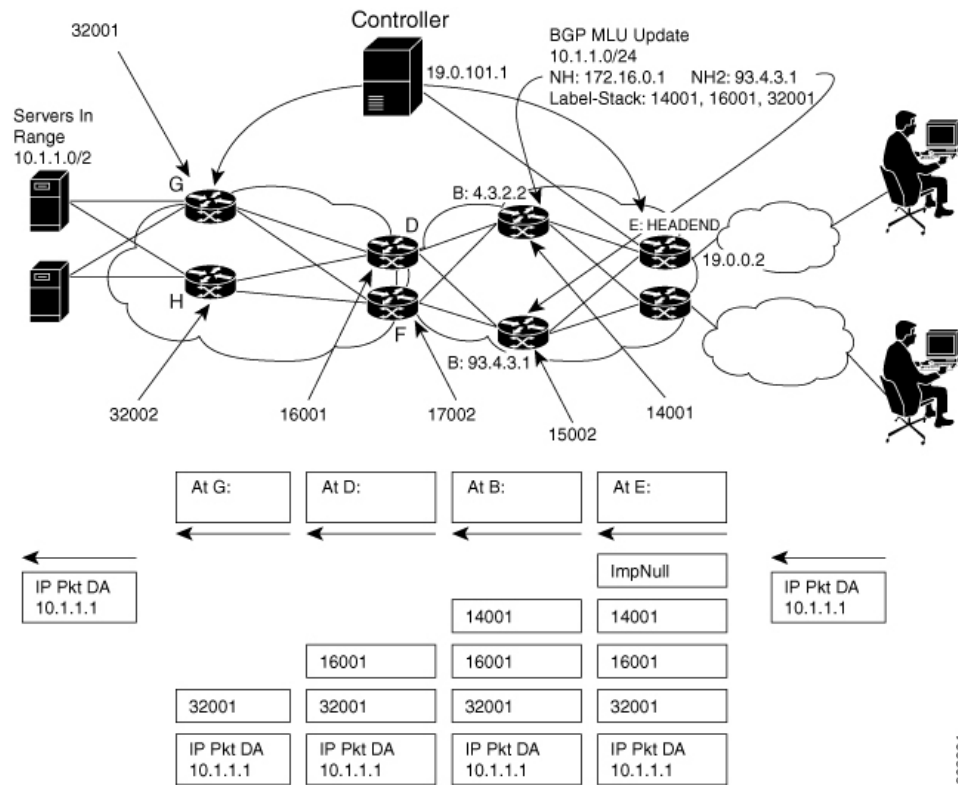 Controller
32001
BGP MLU Update
10.1.1.0/24
NH: 172.16.0.1 NH2: 93.4.3.1
Label-Stack: 14001, 16001, 32001
19.0.101.1
Servers In
Range
10.1.1.0/2
G
B: 4.3.2.2
D
E: HEADEND
19.0.0.2
H
F
B: 93.4.3.1
32002
16001
17002
15002
14001
At G:
At D:
At B:
At E:
ImpNull
IP Pkt DA
10.1.1.1
IP Pkt DA
10.1.1.1
14001
14001
16001
16001
16001
32001
32001
32001
32001
IP Pkt DA
10.1.1.1
IP Pkt DA
10.1.1.1
IP Pkt DA
10.1.1.1
IP Pkt DA
10.1.1.1